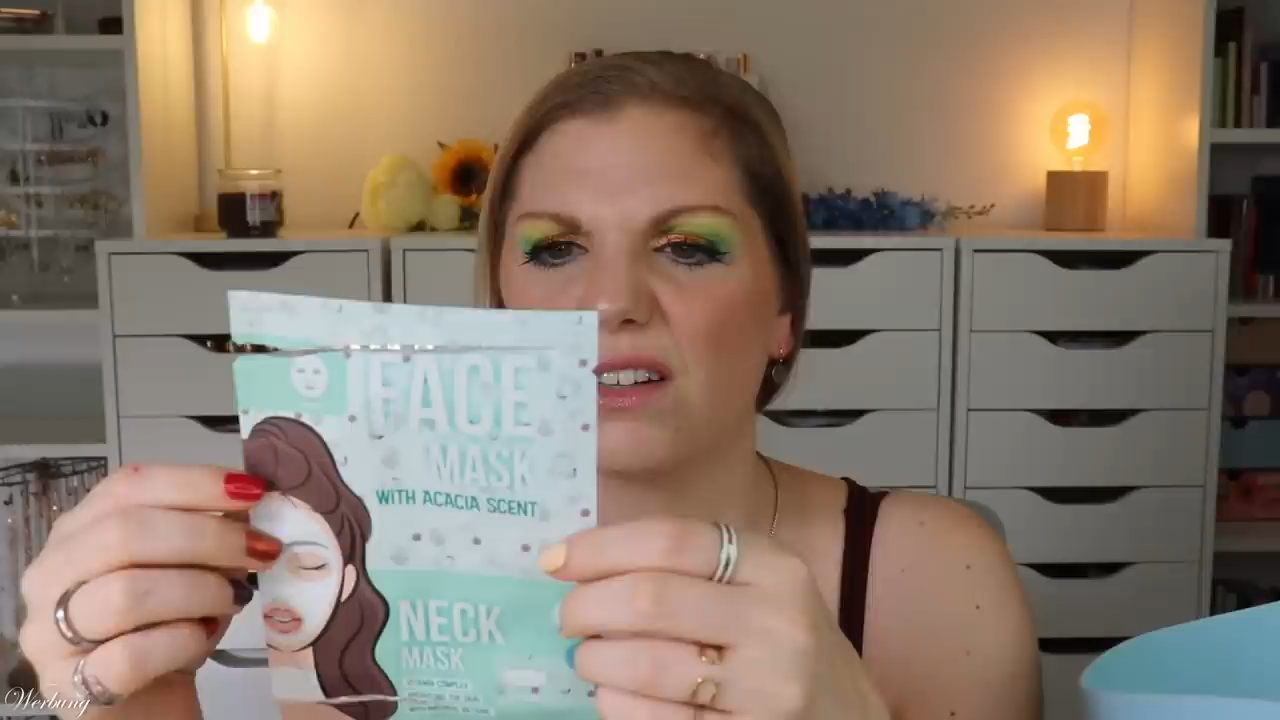 FACE
MASK
WITH ACACIA SCENT
NECK
MASK
Werbung